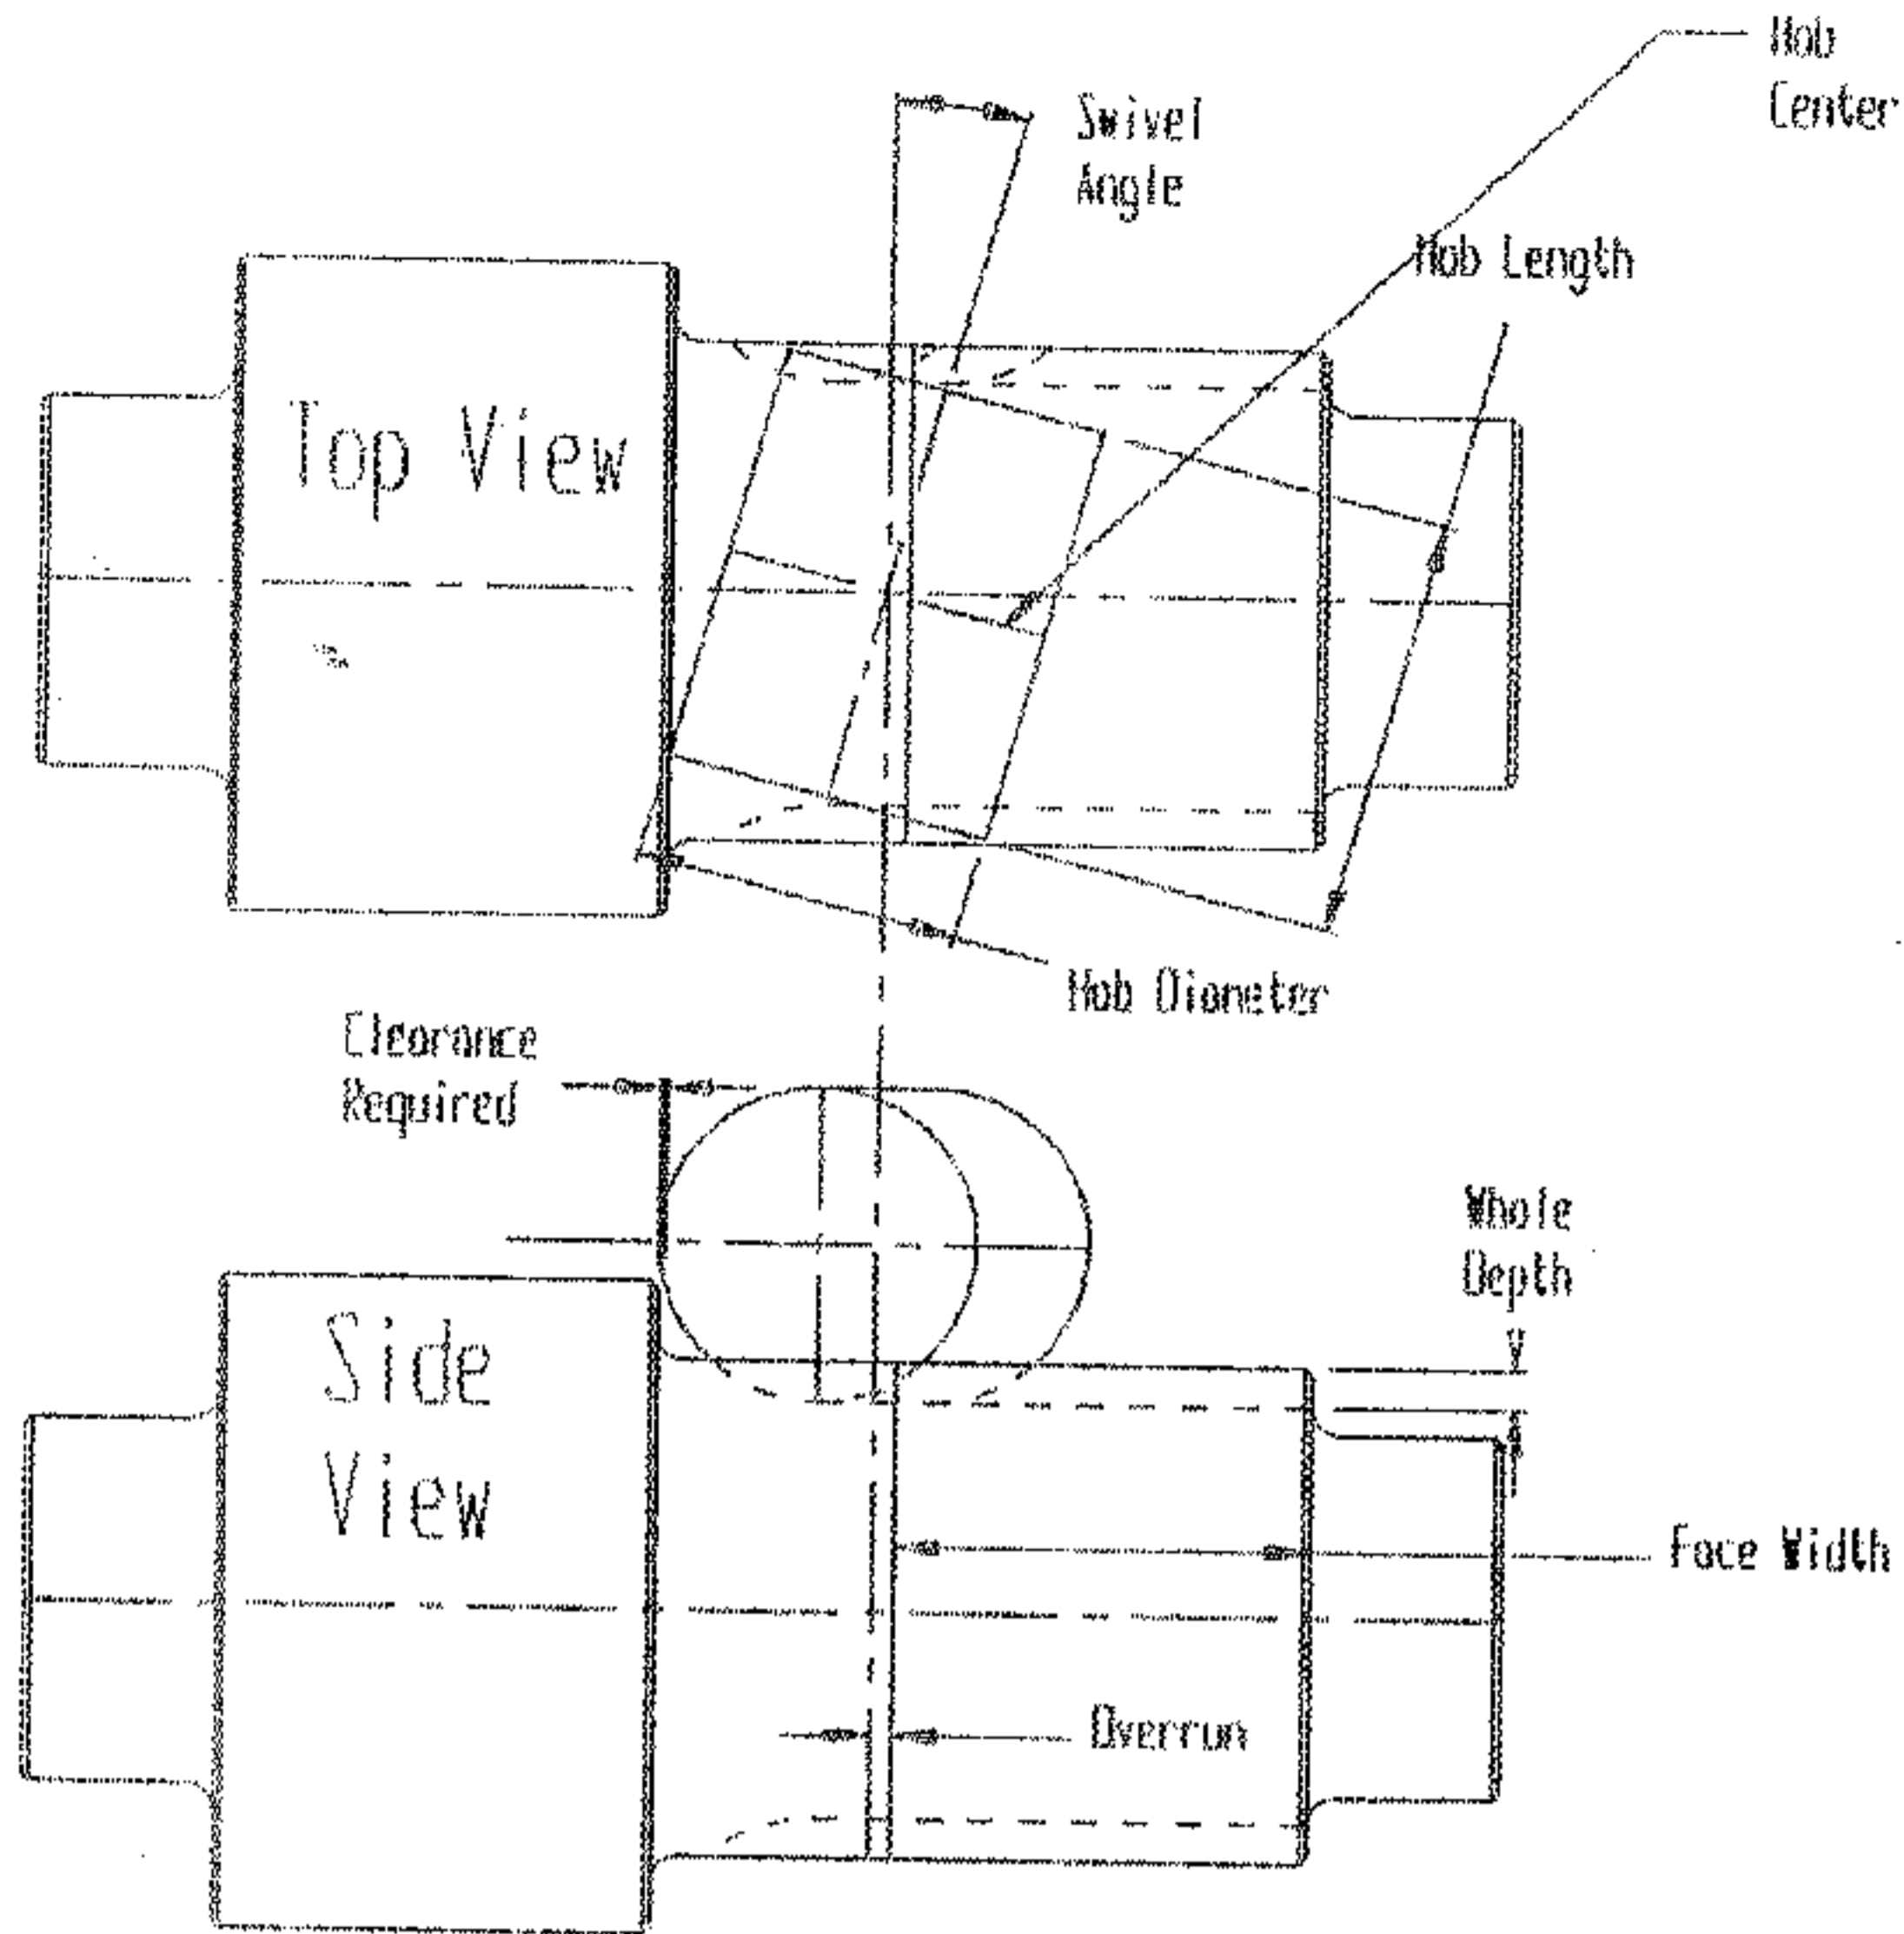 Hob
Center
Swivel
Angle
Hob Length
Top View
Hob Diameter
Clearance
Required
Whole
Depth
Side
View
Face Width
Overrun